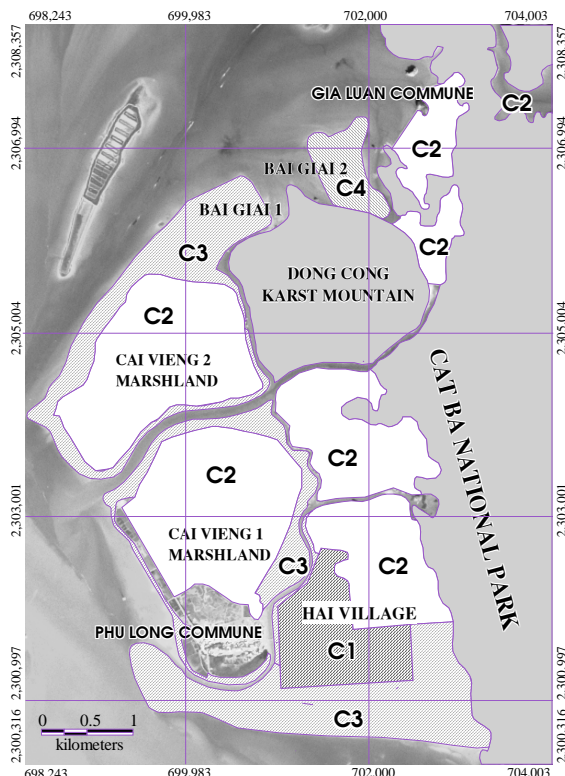 698,243 699,983 702,000 704,003
2,308,357 2,308,357
GIA LUAN COMMUNE
C2
2,306,994 2,306,994
C2
BAI GIAI 2
C4
BAI GIAI 1
C3
C2
DONG CONG
KARST MOUNTAIN
C2
2,305,004 2,305,004
CAI VIENG 2
MARSHLAND
CAT BA NATIONAL PARK
C2
C2
2,303,001 2,303,001
CAI VIENG 1
MARSHLAND
C3
C2
HAI VILLAGE
PHU LONG COMMUNE
C1
2,300,997 2,300,997
C3
0 0.5 1
kilometers
2,300,316 2,300,316
698,243 699,983 702,000 704,003